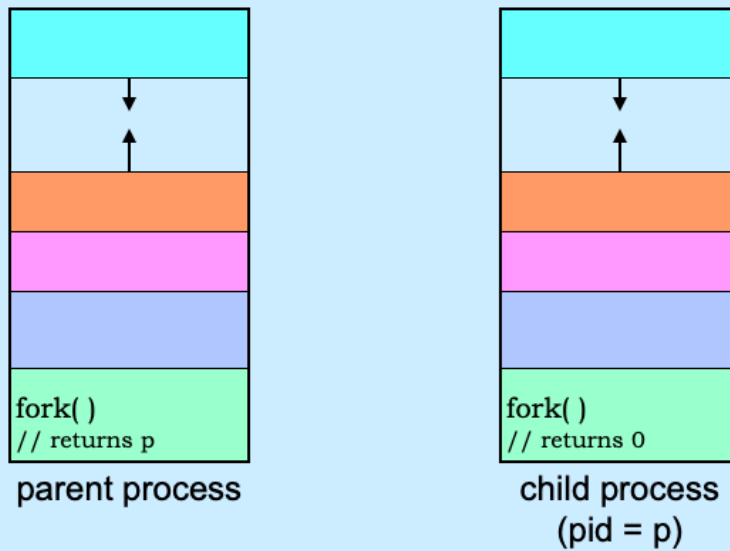 fork( )
// returns p
parent process
fork( )
// returns 0
child process
(pid = p)